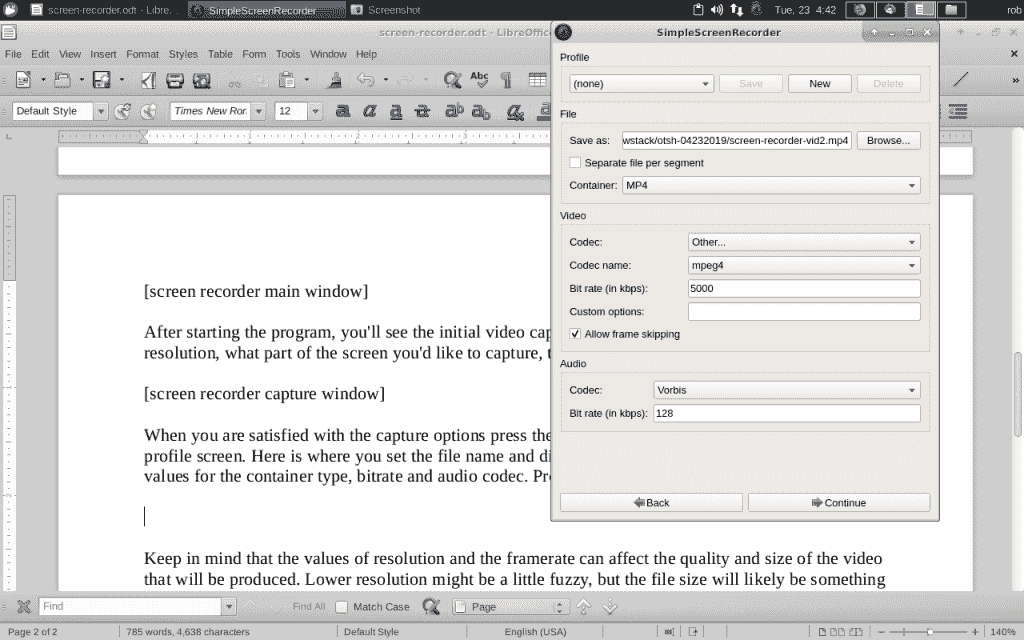 screen-recorder.odt - Libre...
SimpleScreenRecorder
Screenshot
Tue, 23 4:42
rob
screen-recorder.odt - LibreOffic
SimpleScreenRecorder
File Edit View Insert Format Styles Table Form Tools Window Help
Default Style
Times New Ror
12
Profile
(none)
Save
New
Delete
File
Save as: wstack/otsh-04232019/screen-recorder-vid2.mp4 Browse...
Separate file per segment
Container: MP4
Video
Codec: Other...
Codec name: mpeg4
Bit rate (in kbps): 5000
Custom options:
Allow frame skipping
Audio
Codec: Vorbis
Bit rate (in kbps): 128
Back
Continue
[screen recorder main window]
After starting the program, you'll see the initial video cap
resolution, what part of the screen you'd like to capture, t
[screen recorder capture window]
When you are satisfied with the capture options press the
profile screen. Here is where you set the file name and di
values for the container type, bitrate and audio codec. Pr
Keep in mind that the values of resolution and the framerate can affect the quality and size of the video
that will be produced. Lower resolution might be a little fuzzy, but the file size will likely be something
Find
Find All
Match Case
Page
Page 2 of 2
785 words, 4,638 characters
Default Style
English (USA)
140%